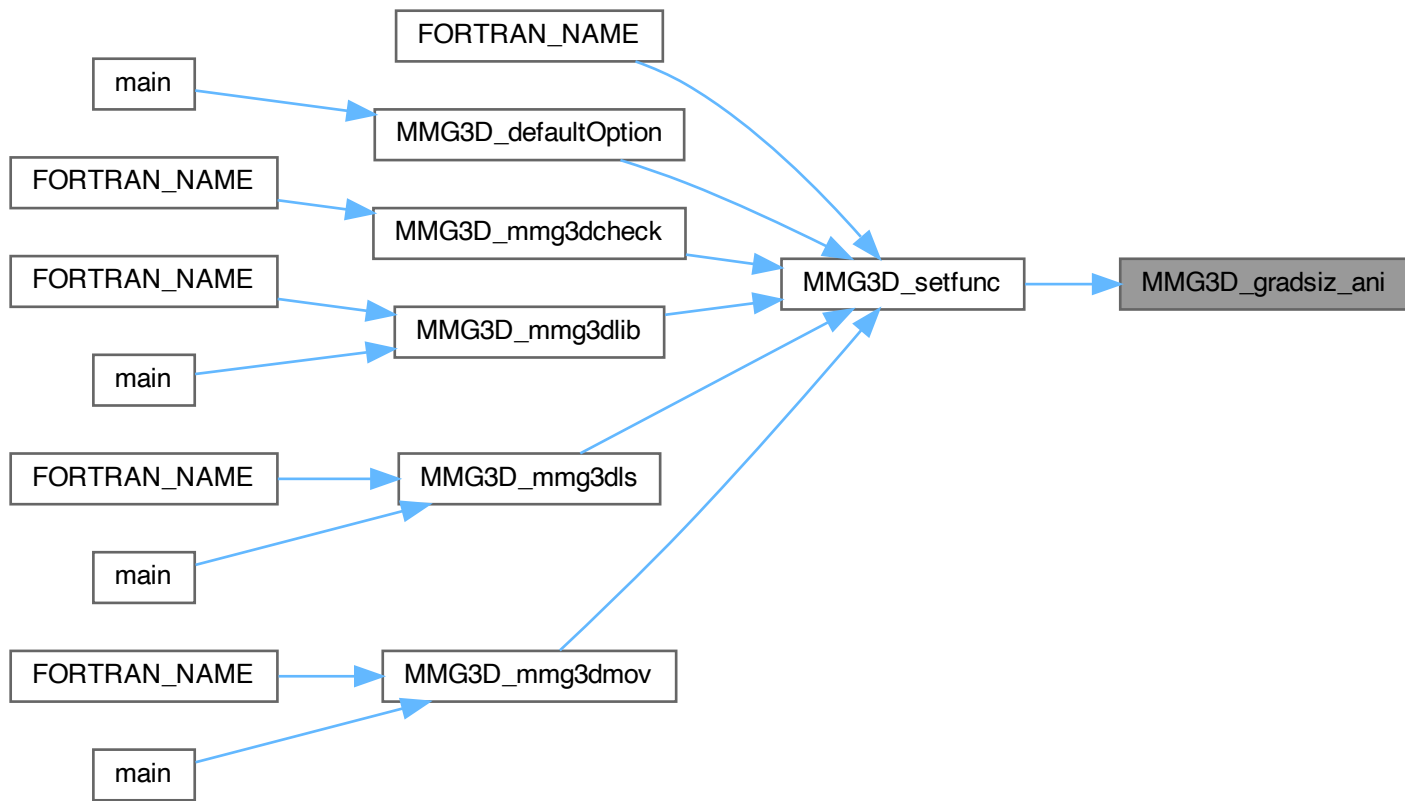 FORTRAN_NAME
main
MMG3D_defaultOption
FORTRAN_NAME
MMG3D_mmg3dcheck
FORTRAN_NAME
MMG3D_setfunc
MMG3D_gradsiz_ani
MMG3D_mmg3dlib
main
FORTRAN_NAME
MMG3D_mmg3dls
main
FORTRAN_NAME
MMG3D_mmg3dmov
main